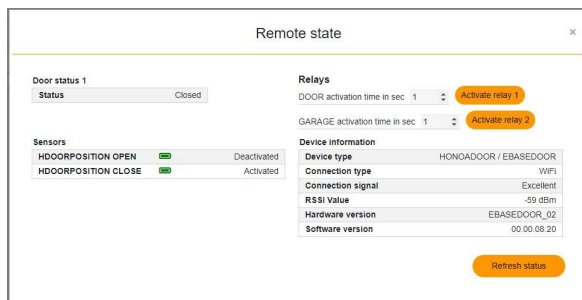 Remote state
×
Door status 1
Status Closed
Relays
DOOR activation time in sec 1 Activate relay 1
GARAGE activation time in sec 1 Activate relay 2
Sensors
HDOORPOSITION OPEN Deactivated
HDOORPOSITION CLOSE Activated
Device information
Device type HONOADOOR / EBASEDOOR
Connection type WiFi
Connection signal Excellent
RSSI Value -59 dBm
Hardware version EBASEDOOR_02
Software version 00.00.08.20
Refresh status